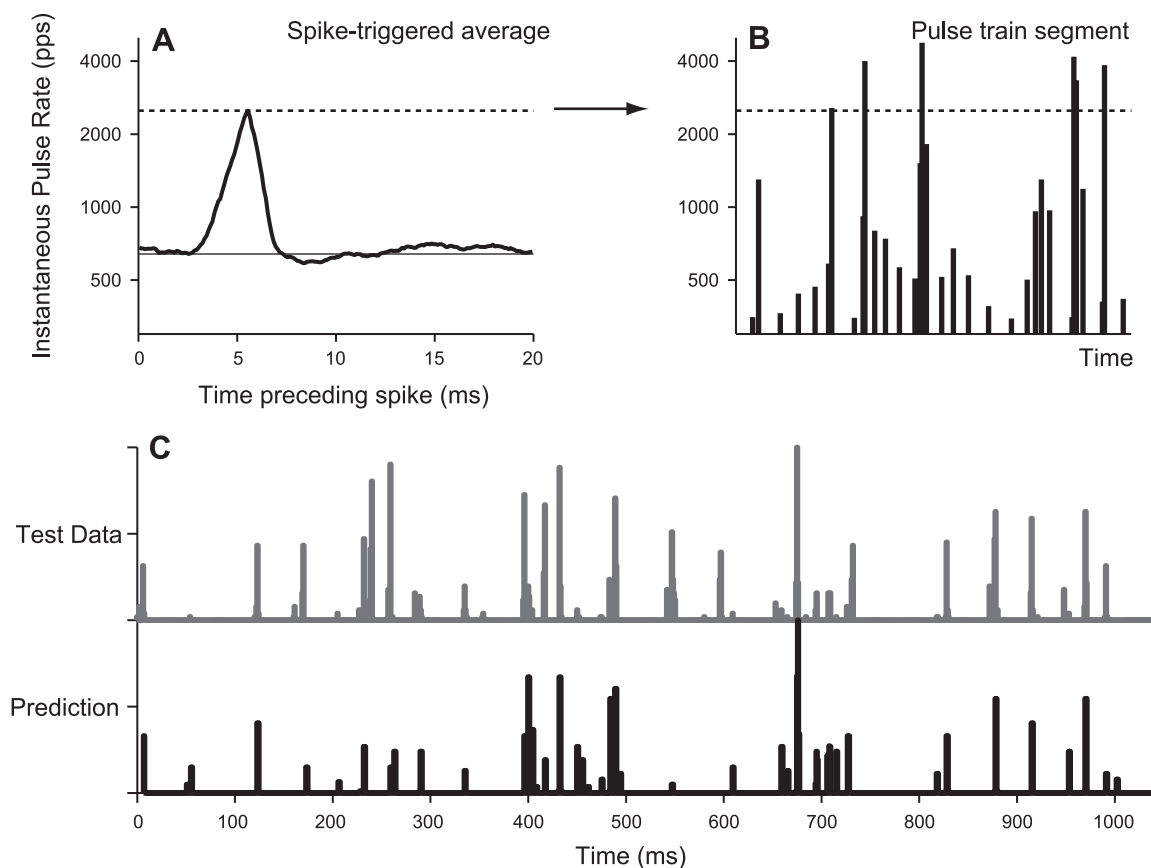 A
Spike-triggered average
B
Pulse train segment
Instantaneous Pulse Rate (pps)
4000
2000
1000
500
0
5
10
15
20
Time preceding spike (ms)
4000
2000
1000
500
Time
C
Test Data
Prediction
0
100
200
300
400
500
600
700
800
900
1000
Time (ms)